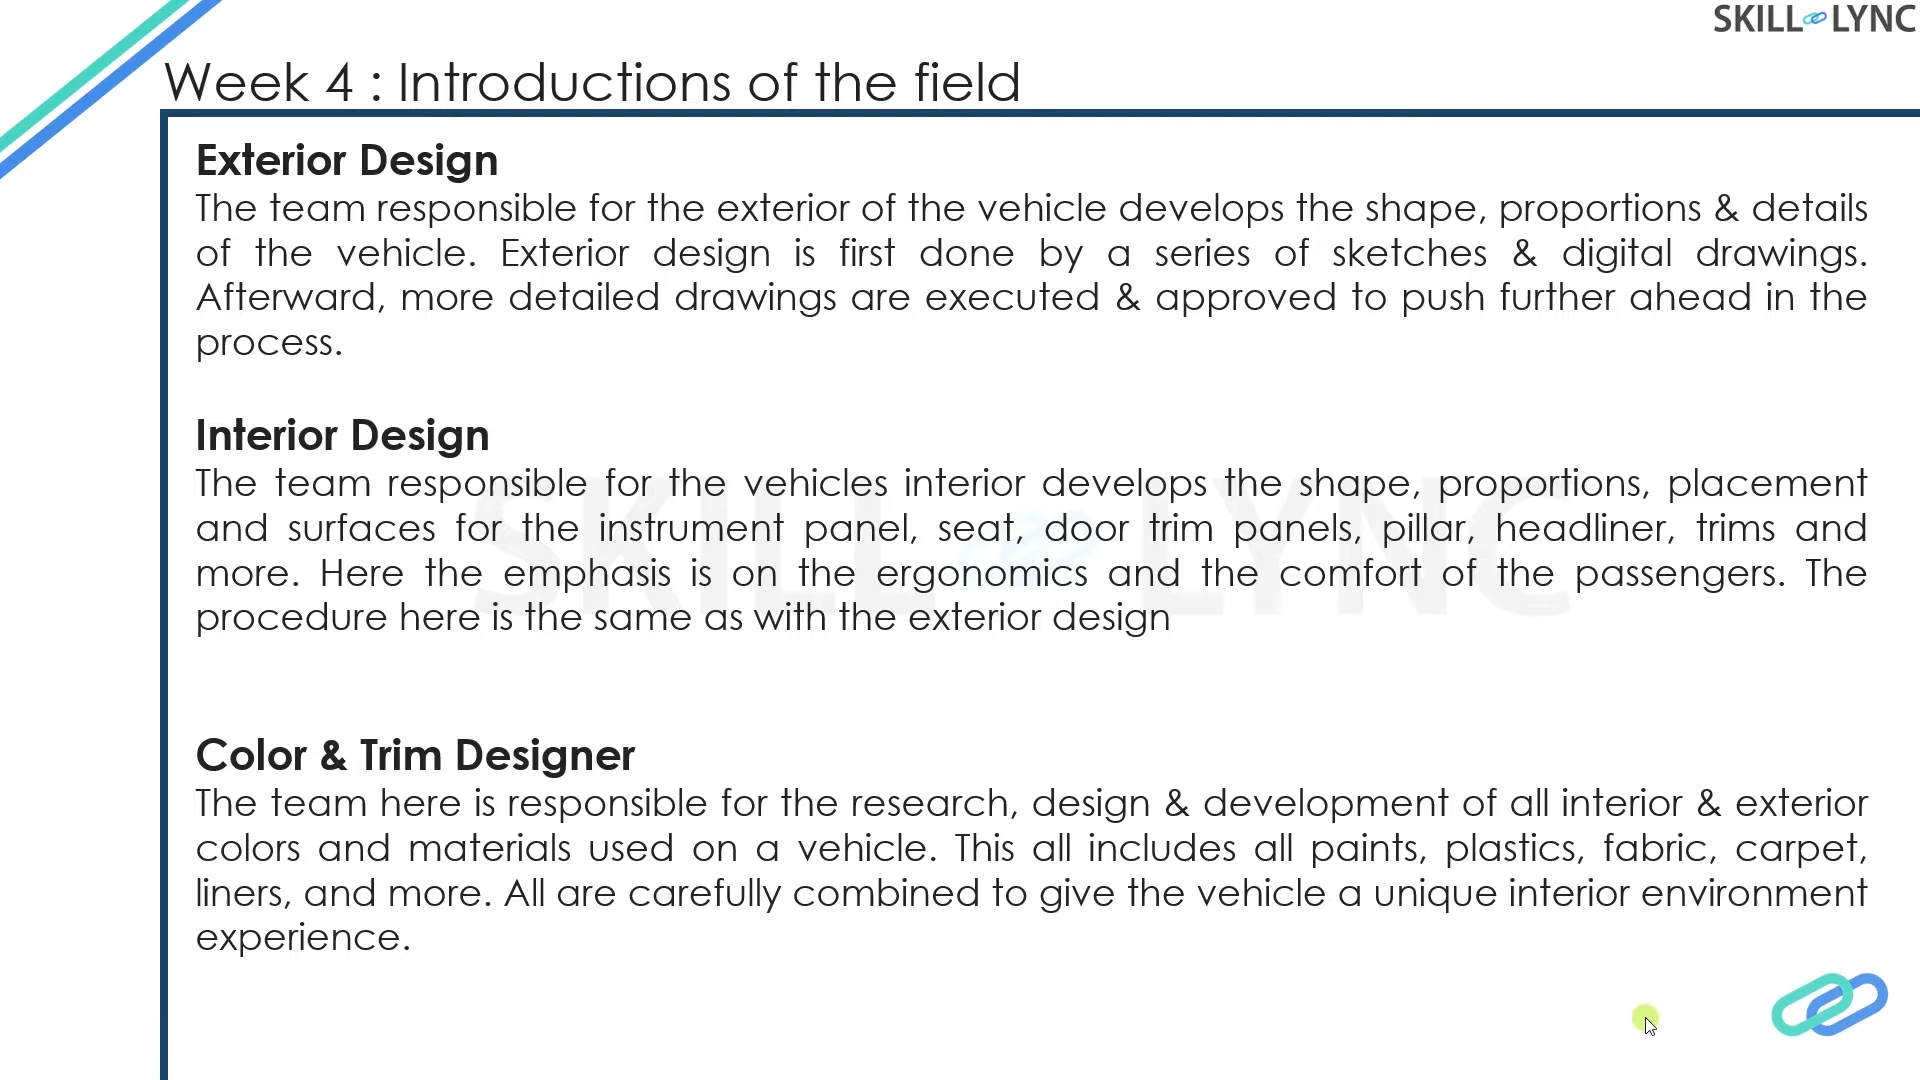 SKILL LYNC
Week 4 : Introductions of the field
Exterior Design
The team responsible for the exterior of the vehicle develops the shape, proportions & details
of the vehicle. Exterior design is first done by a series of sketches & digital drawings.
Afterward, more detailed drawings are executed & approved to push further ahead in the
process.
Interior Design
The team responsible for the vehicles interior develops the shape, proportions, placement
and surfaces for the instrument panel, seat, door trim panels, pillar, headliner, trims and
more. Here the emphasis is on the ergonomics and the comfort of the passengers. The
procedure here is the same as with the exterior design
SKILL LYNC
Color & Trim Designer
The team here is responsible for the research, design & development of all interior & exterior
colors and materials used on a vehicle. This all includes all paints, plastics, fabric, carpet,
liners, and more. All are carefully combined to give the vehicle a unique interior environment
experience.